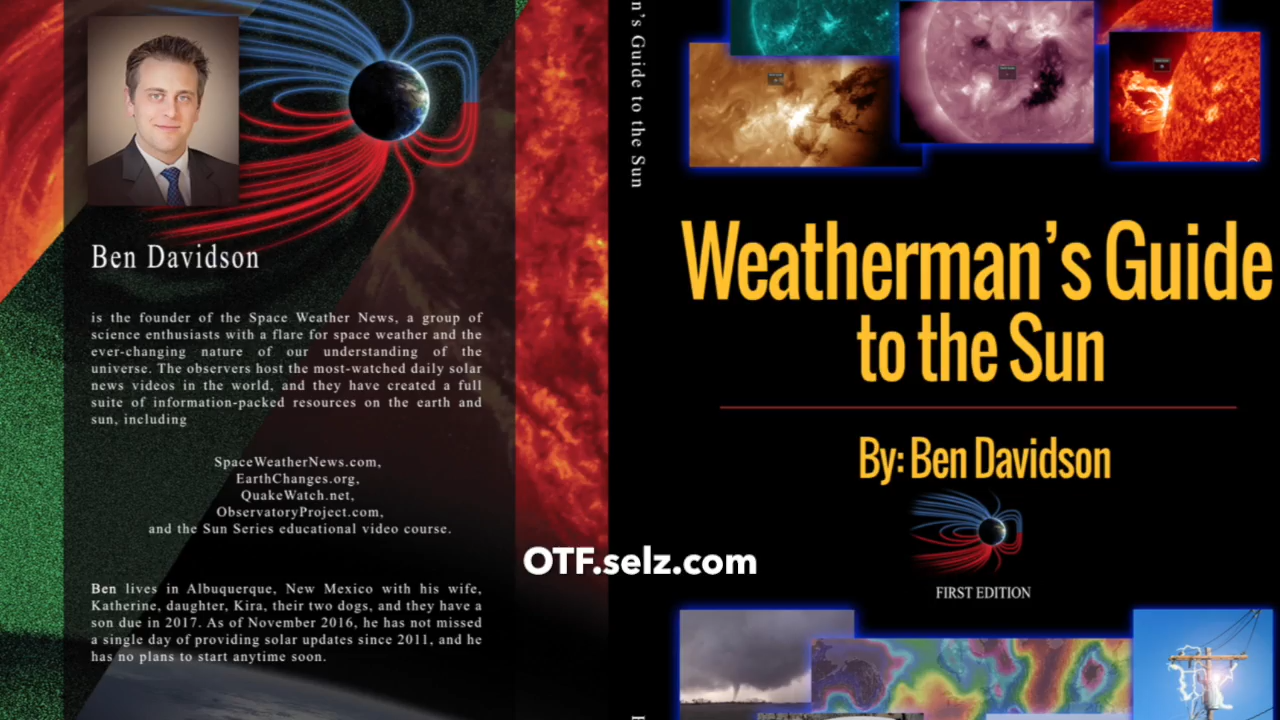 Ben Davidson
is the founder of the Space Weather News, a group of
science enthusiasts with a flare for space weather and the
ever-changing nature of our understanding of the
universe. The observers host the most-watched daily solar
news videos in the world, and they have created a full
suite of information-packed resources on the earth and
sun, including
SpaceWeatherNews.com,
EarthChanges.org,
QuakeWatch.net,
ObservatoryProject.com,
and the Sun Series educational video course.
Ben lives in Albuquerque, New Mexico with his wife,
Katherine, daughter, Kira, their two dogs, and they have a
son due in 2017. As of November 2016, he has not missed
a single day of providing solar updates since 2011, and he
has no plans to start anytime soon.
n's Guide to the Sun
OTF.selz.com
Weatherman's Guide
to the Sun
By: Ben Davidson
FIRST EDITION